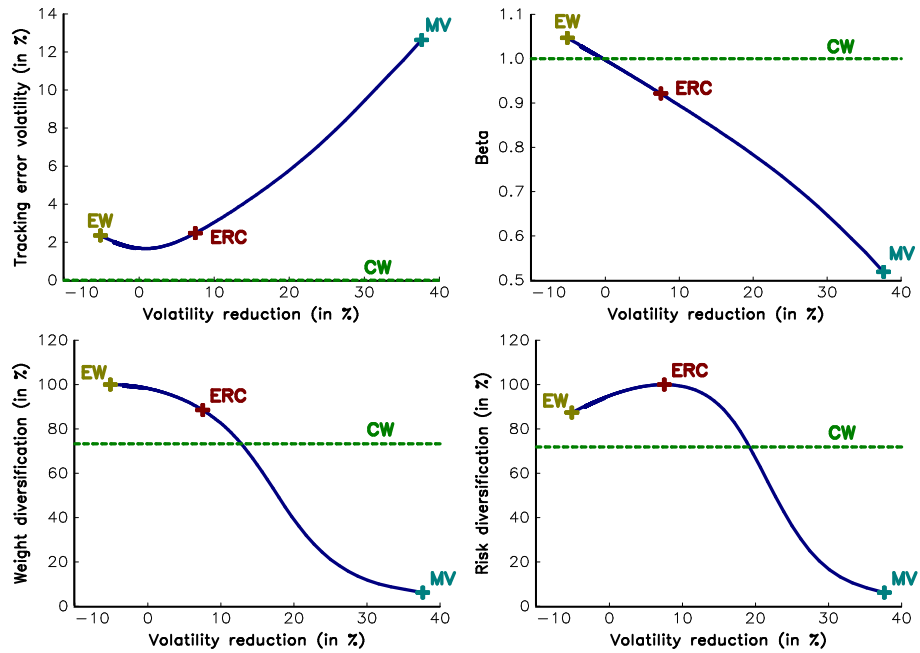 Tracking error volatility (in %)
14
12
10
8
6
4
2
0
−10
0
10
20
30
40
Volatility reduction (in %)
EW
ERC
MV
CW
Beta
1.1
1.0
0.9
0.8
0.7
0.6
0.5
−10
0
10
20
30
40
Volatility reduction (in %)
EW
CW
ERC
MV
Weight diversification (in %)
120
100
80
60
40
20
0
−10
0
10
20
30
40
Volatility reduction (in %)
EW
ERC
CW
MV
Risk diversification (in %)
120
100
80
60
40
20
0
−10
0
10
20
30
40
Volatility reduction (in %)
EW
ERC
CW
MV